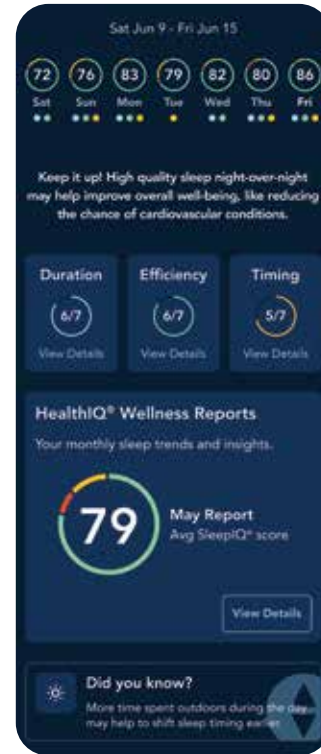 Sat Jun 9 - Fri Jun 15
72 76 83 79 82 80 86
Sat Sun Mon Tue Wed Thu Fri
Keep it up! High quality sleep night-over-night
may help improve overall well-being, like reducing
the chance of cardiovascular conditions.
Duration Efficiency Timing
6/7 6/7 5/7
View Details View Details View Details
HealthIQ® Wellness Reports
Your monthly sleep trends and insights.
79
May Report
Avg SleepIQ® score
View Details
Did you know?
More time spent outdoors during the day
may help to shift sleep timing earlier